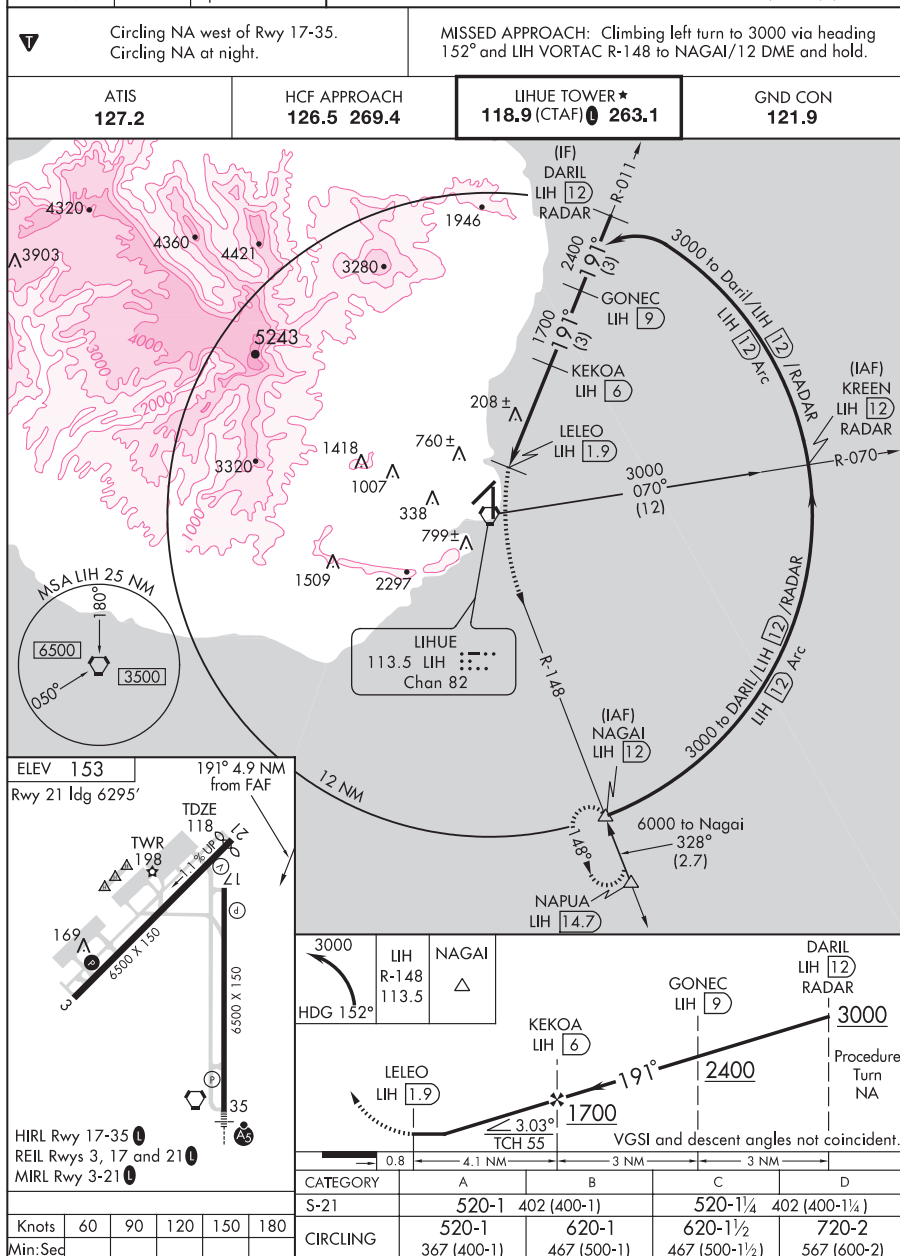 Circling NA west of Rwy 17-35.
Circling NA at night.
MISSED APPROACH: Climbing left turn to 3000 via heading
152° and LIH VORTAC R-148 to NAGAI/12 DME and hold.
T
ATIS
127.2
HCF APPROACH
126.5 269.4
LIHUE TOWER★
118.9 (CTAF) L 263.1
GND CON
121.9
(IF)
DARIL
LIH 12
RADAR
R-011
4320
4360
4421
3903
1946
3280
5243
4000
3000
2000
3320
2400
191°
(3)
GONEC
LIH 9
1700
191°
(3)
KEKOA
LIH 6
3000 to Daril/LIH 12/RADAR
LIH 12 Arc
(IAF)
KREEN
LIH 12
RADAR
R-070
208±
LELEO
LIH 1.9
1418
760±
1007
338
799±
1509
2297
3000
070°
(12)
MSA LIH 25 NM
180°
6500
3500
050°
LIHUE
113.5 LIH
Chan 82
R-148
3000 to DARIL/LIH 12/RADAR
LIH 12 Arc
(IAF)
NAGAI
LIH 12
12 NM
148°
6000 to Nagai
328°
(2.7)
NAPUA
LIH 14.7
ELEV 153
Rwy 21 ldg 6295'
191° 4.9 NM
from FAF
TDZE
118
21
TWR
198
1.1% UP
V
17
P
169
P
6500 X 150
3
6500 X 150
P
35
A5
HIRL Rwy 17-35 L
REIL Rwys 3, 17 and 21 L
MIRL Rwy 3-21 L
Knots 60 90 120 150 180
Min:Sec
3000
HDG 152°
LIH
R-148
113.5
NAGAI
DARIL
LIH 12
RADAR
GONEC
LIH 9
3000
KEKOA
LIH 6
Procedure
Turn
NA
LELEO
LIH 1.9
191°
2400
1700
3.03°
TCH 55
VGSI and descent angles not coincident.
0.8 4.1 NM 3 NM 3 NM
CATEGORY A B C D
S-21 520-1 402 (400-1) 520-1¼ 402 (400-1¼)
CIRCLING
520-1 620-1 620-1½ 720-2
367 (400-1) 467 (500-1) 467 (500-1½) 567 (600-2)